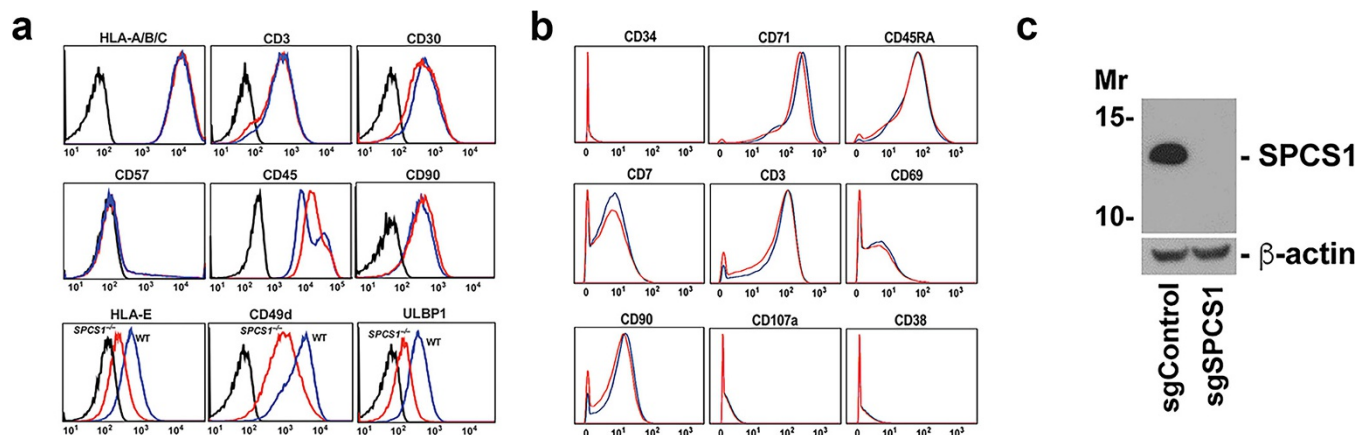 a
HLA-A/B/C CD3 CD30
10¹ 10² 10³ 10⁴ 10¹ 10² 10³ 10⁴ 10¹ 10² 10³ 10⁴
CD57 CD45 CD90
10¹ 10² 10³ 10⁴ 10² 10³ 10⁴ 10⁵ 10¹ 10² 10³ 10⁴
HLA-E CD49d ULBP1
SPCS1⁻/⁻ WT SPCS1⁻/⁻ WT SPCS1⁻/⁻ WT
10¹ 10² 10³ 10⁴ 10¹ 10² 10³ 10⁴ 10¹ 10² 10³ 10⁴
b
CD34 CD71 CD45RA
0 10¹ 10² 10³ 0 10¹ 10² 10³ 0 10¹ 10² 10³
CD7 CD3 CD69
0 10¹ 10² 10³ 0 10¹ 10² 10³ 0 10¹ 10² 10³
CD90 CD107a CD38
0 10¹ 10² 10³ 0 10¹ 10² 10³ 0 10¹ 10² 10³
c
Mr
15-
- SPCS1
10-
- β-actin
sgControl
sgSPCS1